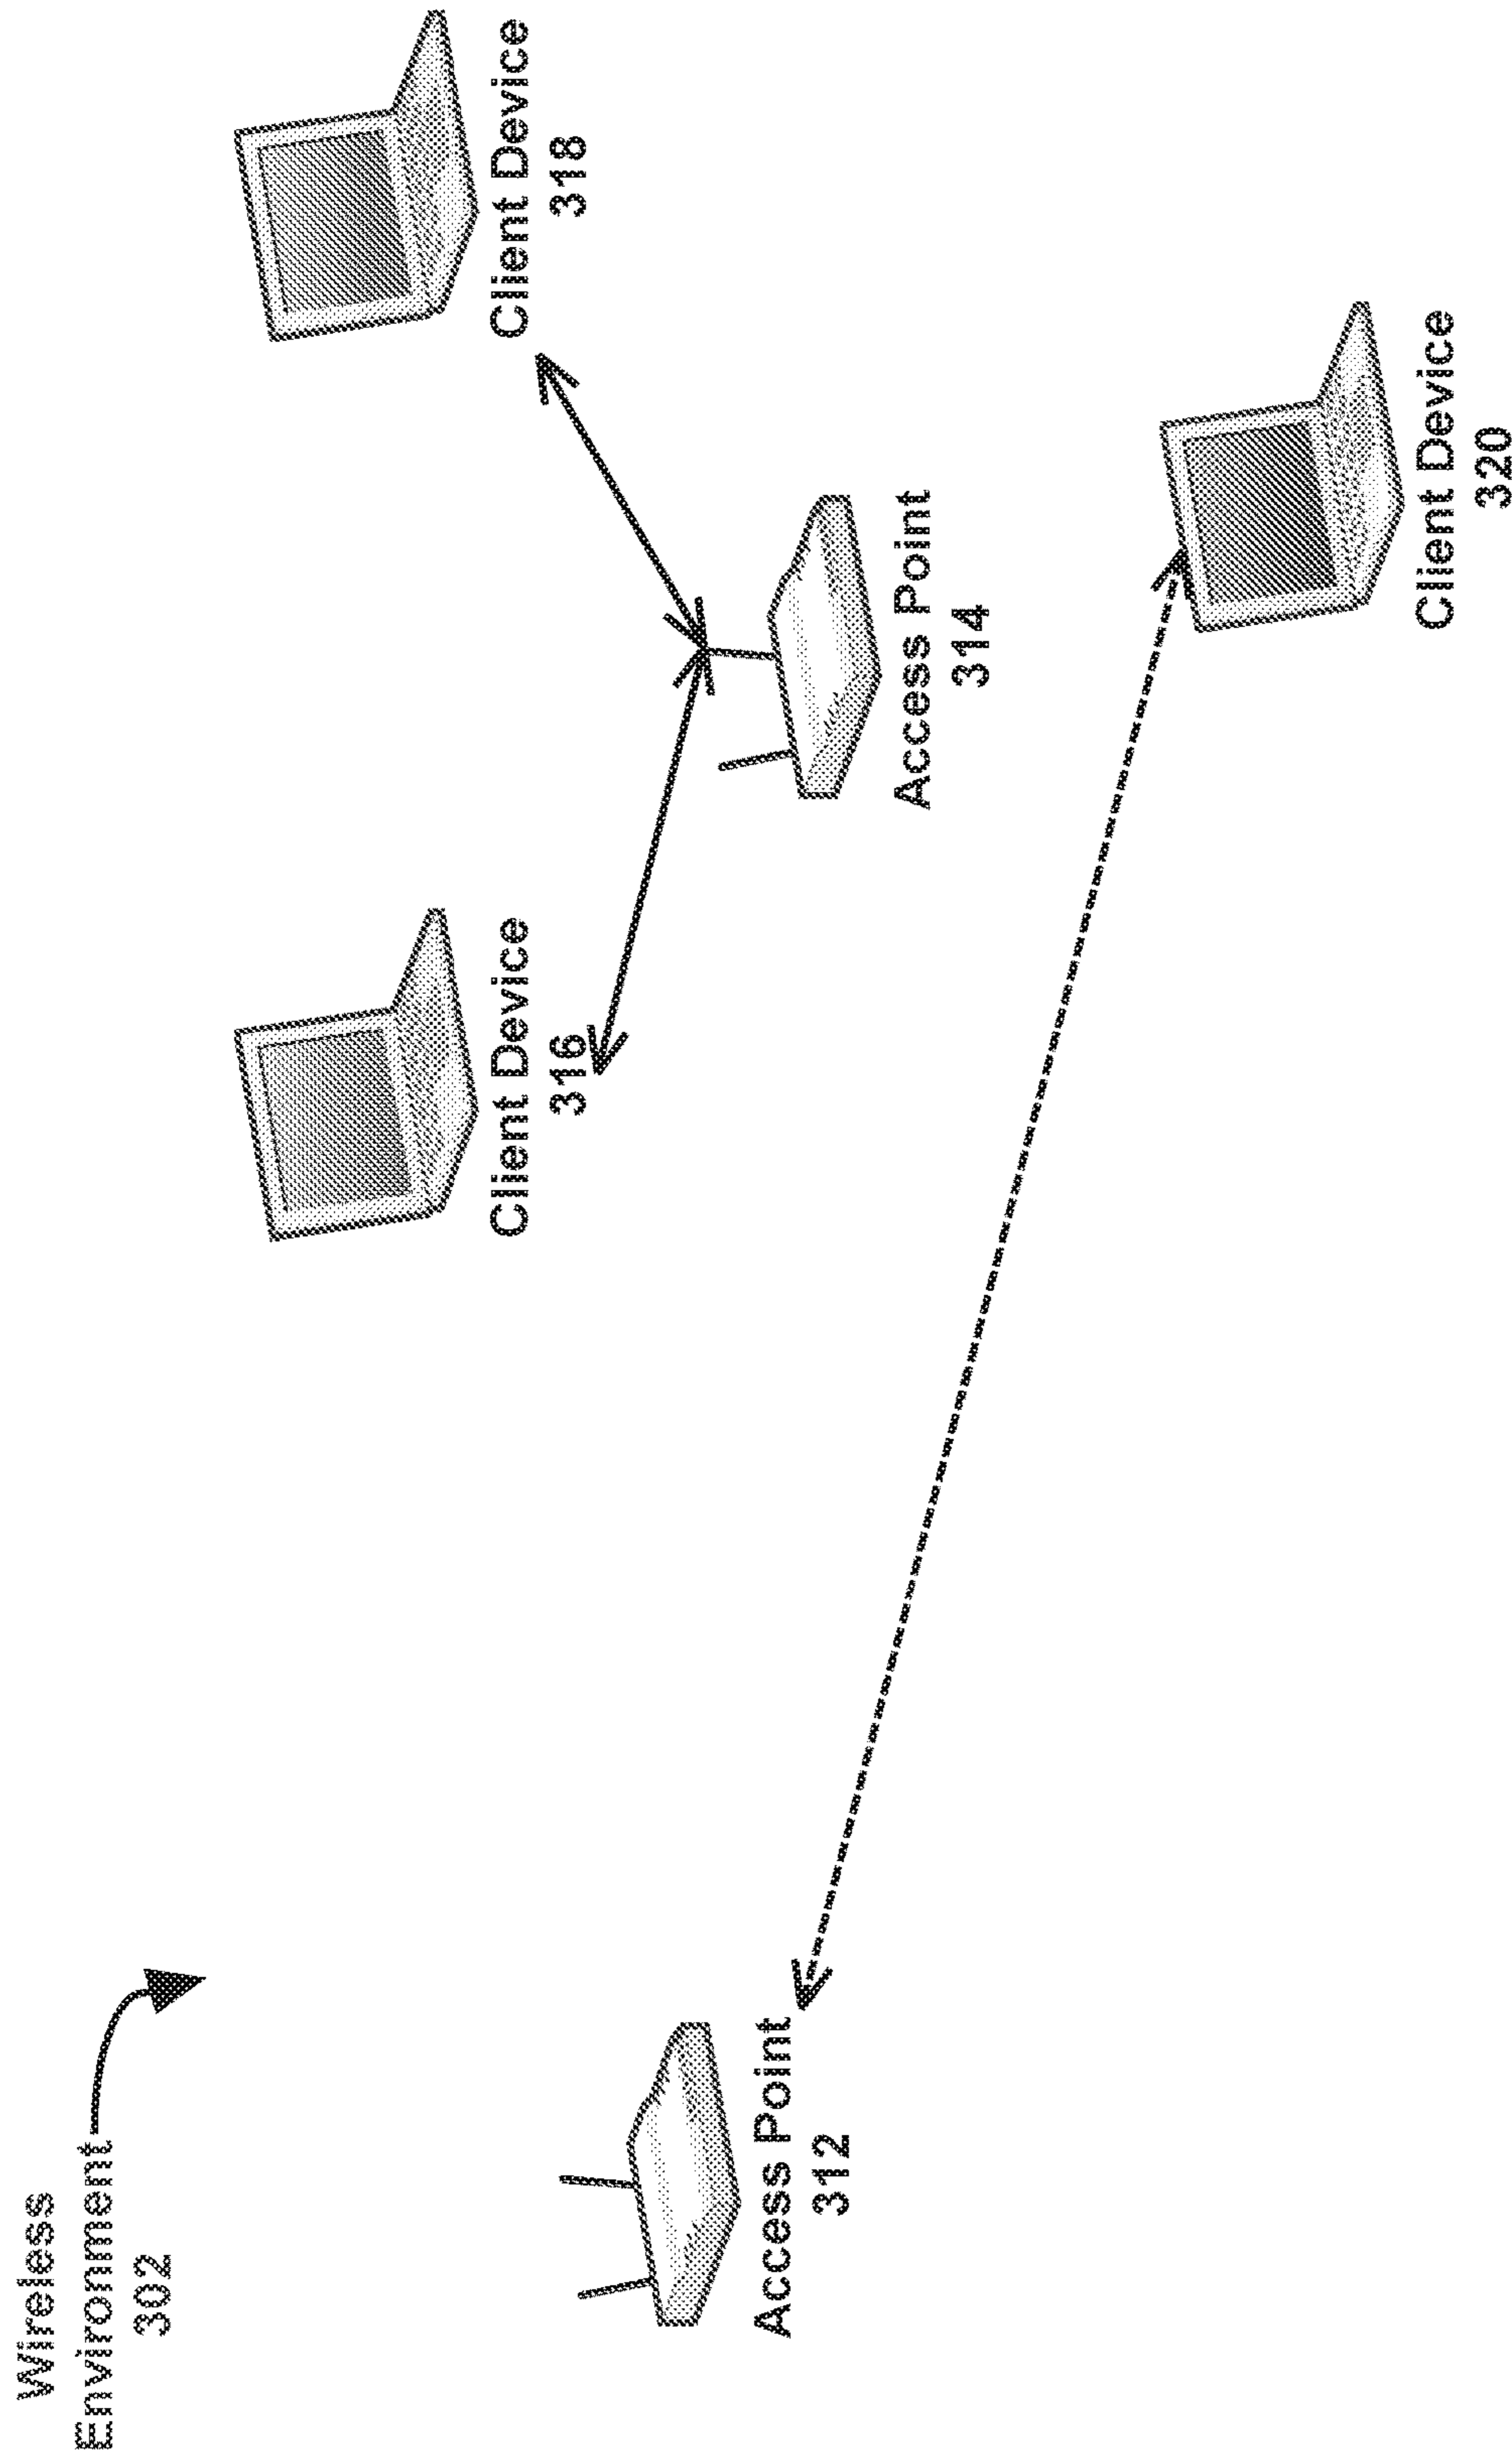 Wireless
Environment
302
Client Device
316
Client Device
318
Access Point
312
Access Point
314
Client Device
320